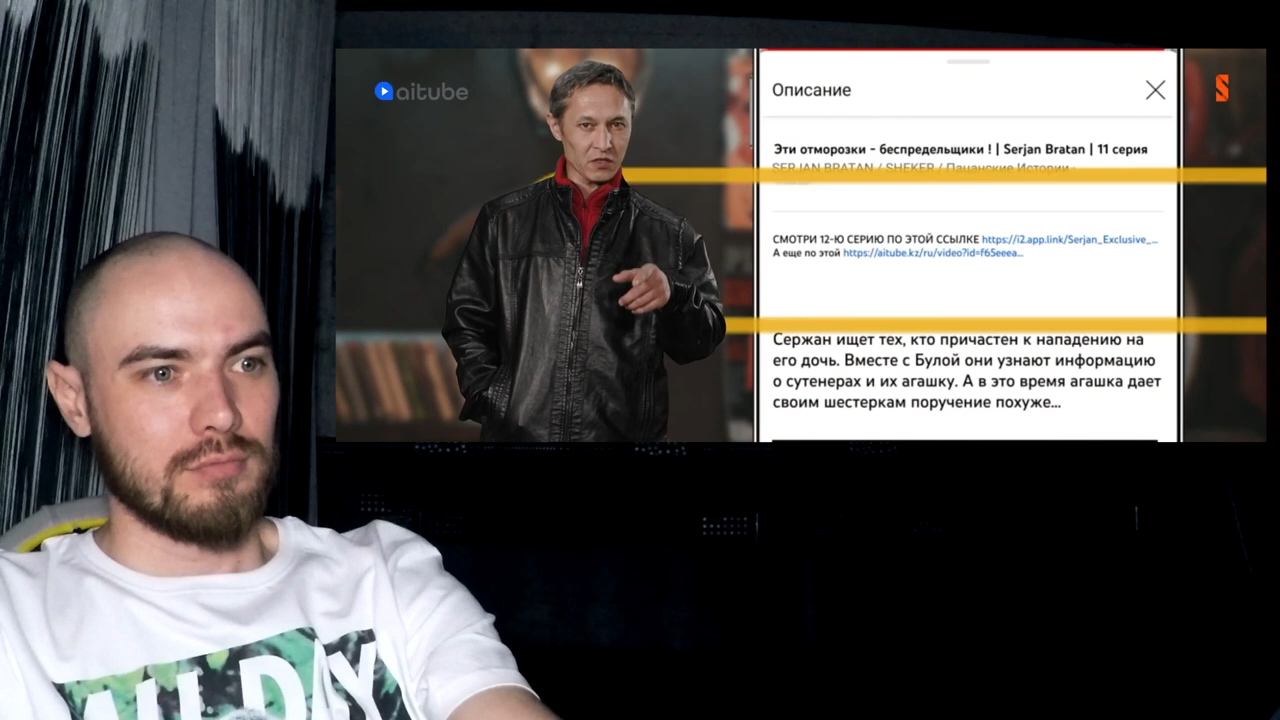 aitube
Описание
Эти отморозки - беспредельщики ! | Serjan Bratan | 11 серия
SERJAN BRATAN / SHEKER / Пацанские Истории
СМОТРИ 12-Ю СЕРИЮ ПО ЭТОЙ ССЫЛКЕ https://i2.app.link/Serjan_Exclusive_...
А еще по этой https://aitube.kz/ru/video?id=f65eeea...
Сержан ищет тех, кто причастен к нападению на
его дочь. Вместе с Булой они узнают информацию
о сутенерах и их агашку. А в это время агашка дает
своим шестеркам поручение похуже...